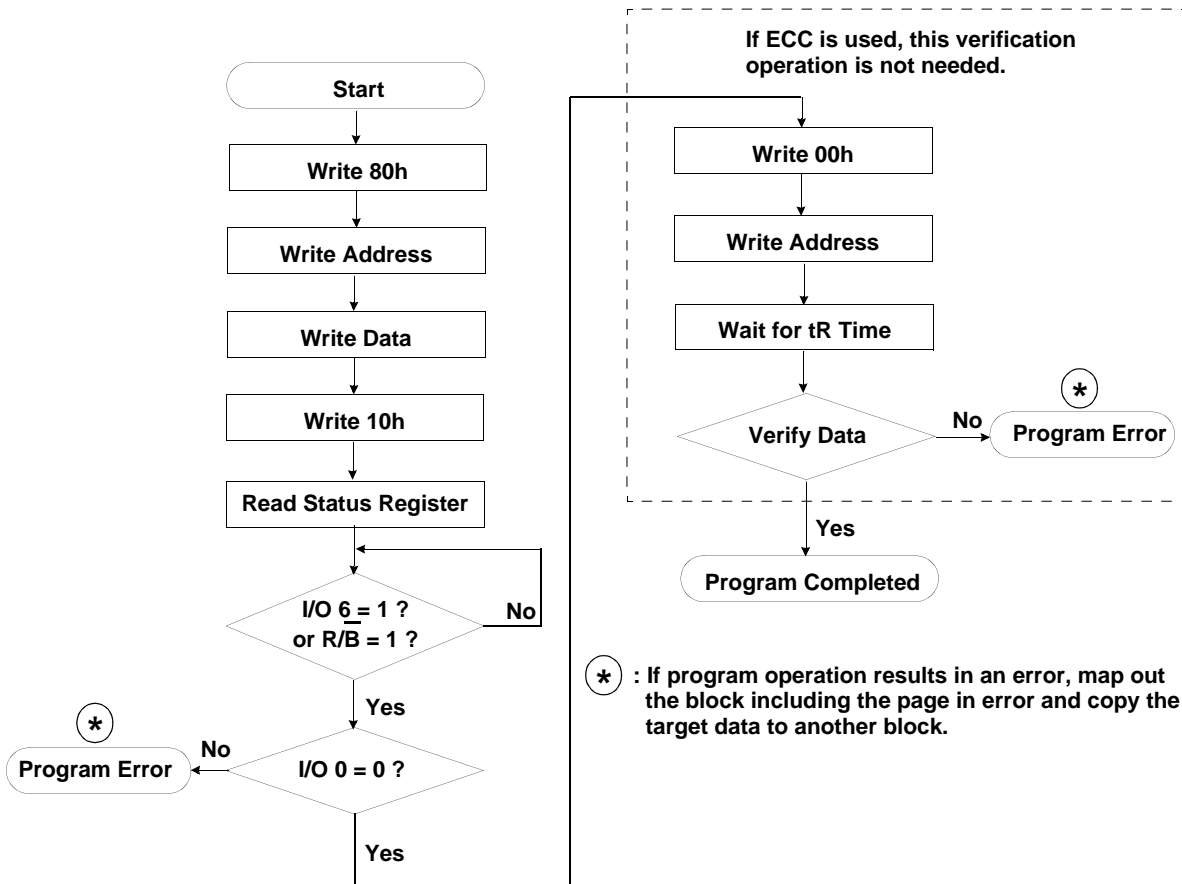 Start
Write 80h
Write Address
Write Data
Write 10h
Read Status Register
I/O 6 = 1 ?
or R/B̅ = 1 ?
No
Yes
*
No
Program Error
I/O 0 = 0 ?
Yes
If ECC is used, this verification
operation is not needed.
Write 00h
Write Address
Wait for tR Time
*
Verify Data
No
Program Error
Yes
Program Completed
* : If program operation results in an error, map out
the block including the page in error and copy the
target data to another block.